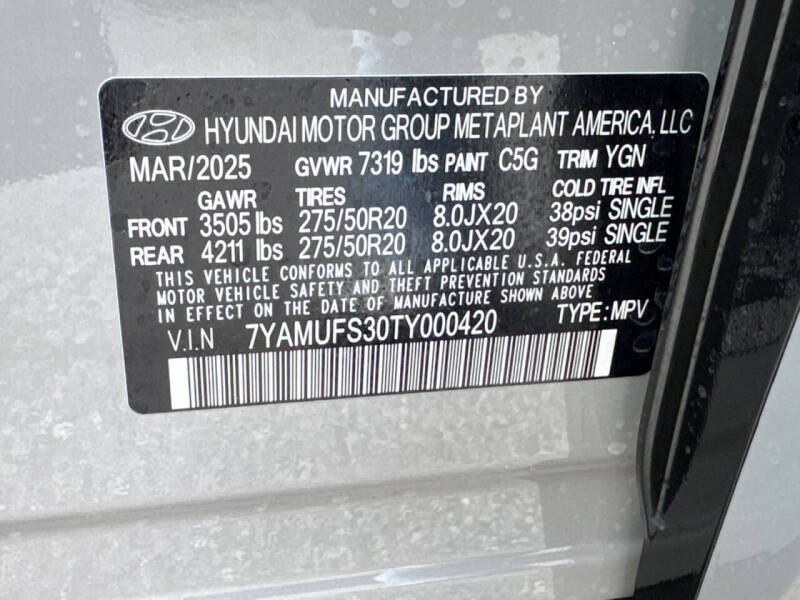 MANUFACTURED BY
HYUNDAI MOTOR GROUP METAPLANT AMERICA, LLC
MAR/2025 GVWR 7319 lbs PAINT C5G TRIM YGN
GAWR TIRES RIMS COLD TIRE INFL
FRONT 3505 lbs 275/50R20 8.0JX20 38psi SINGLE
REAR 4211 lbs 275/50R20 8.0JX20 39psi SINGLE
THIS VEHICLE CONFORMS TO ALL APPLICABLE U.S.A. FEDERAL
MOTOR VEHICLE SAFETY AND THEFT PREVENTION STANDARDS
IN EFFECT ON THE DATE OF MANUFACTURE SHOWN ABOVE
V.I.N 7YAMUFS30TY000420 TYPE: MPV